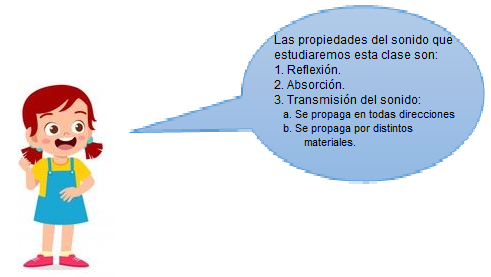 Las propiedades del sonido que
estudiaremos esta clase son:
1. Reflexión.
2. Absorción.
3. Transmisión del sonido:
a. Se propaga en todas direcciones
b. Se propaga por distintos
materiales.